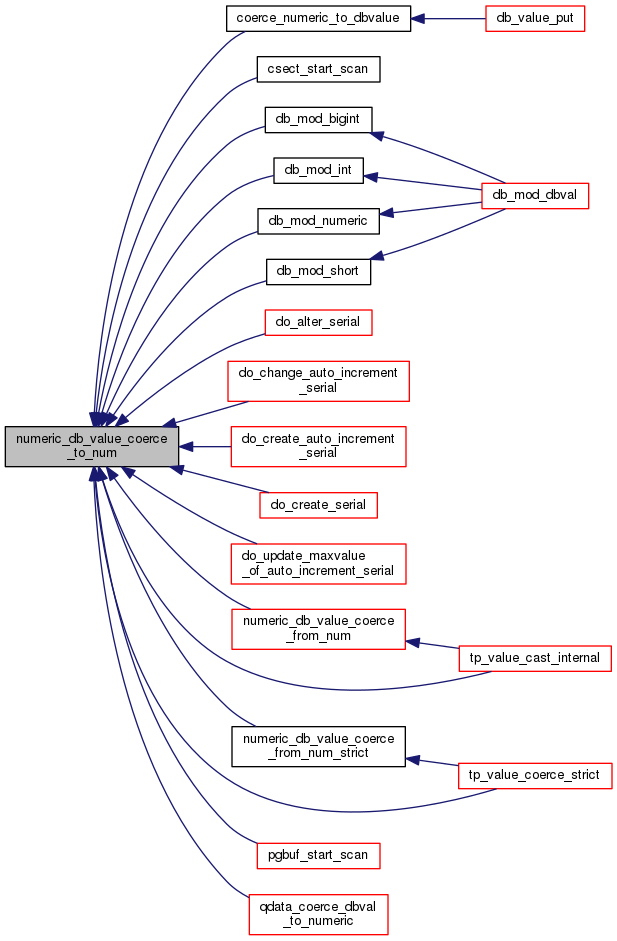 coerce_numeric_to_dbvalue
db_value_put
csect_start_scan
db_mod_bigint
db_mod_int
db_mod_dbval
db_mod_numeric
db_mod_short
do_alter_serial
do_change_auto_increment
_serial
numeric_db_value_coerce
_to_num
do_create_auto_increment
_serial
do_create_serial
do_update_maxvalue
_of_auto_increment_serial
numeric_db_value_coerce
_from_num
tp_value_cast_internal
numeric_db_value_coerce
_from_num_strict
tp_value_coerce_strict
pgbuf_start_scan
qdata_coerce_dbval
_to_numeric